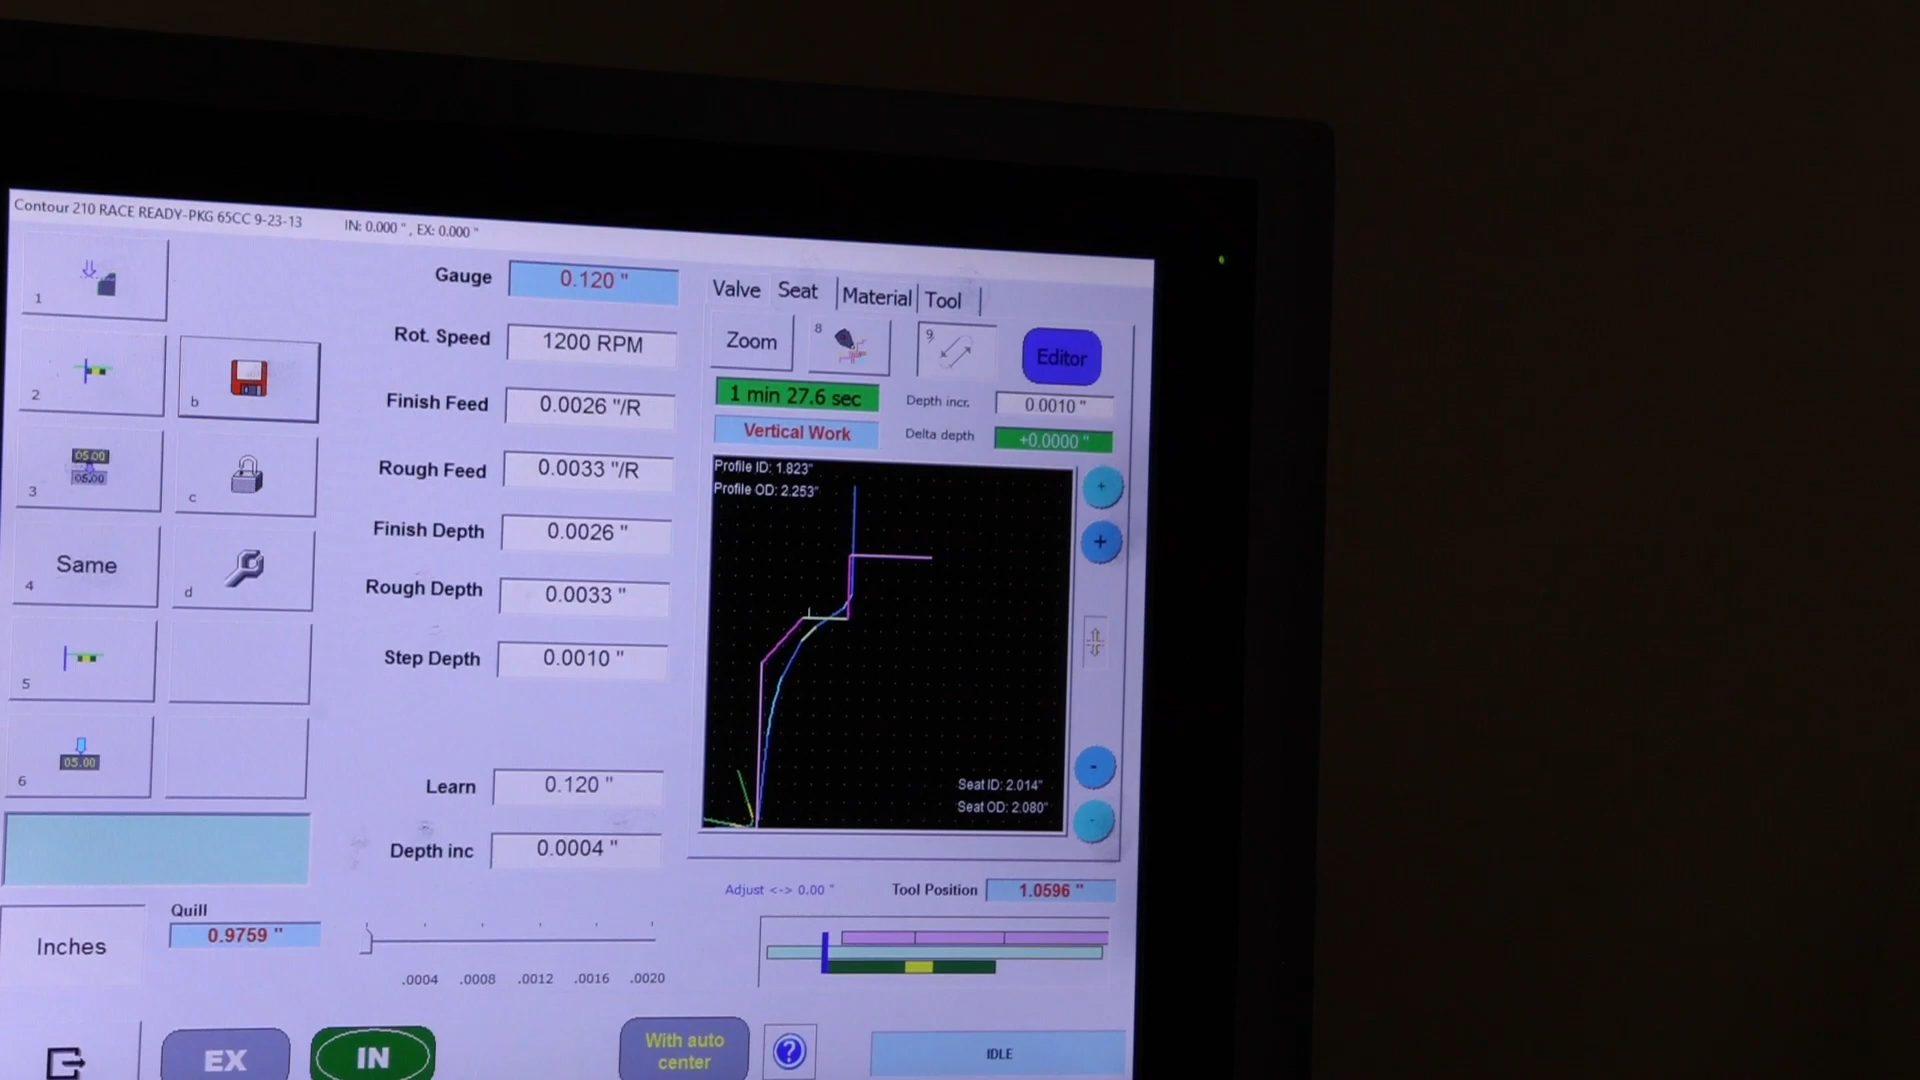 Contour 210 RACE READY-PKG 65CC 9-23-13 IN: 0.000 " , EX: 0.000 "
1
Gauge 0.120 "
Valve Seat Material Tool
Rot. Speed 1200 RPM
Zoom 8 9 Editor
2
b
Finish Feed 0.0026 "/R
1 min 27.6 sec Depth incr. 0.0010 "
Vertical Work Delta depth +0.0000 "
05.00
05.00
3
c
Rough Feed 0.0033 "/R
Profile ID: 1.823"
Profile OD: 2.253"
+
+
Finish Depth 0.0026 "
Same
4
d
Rough Depth 0.0033 "
Step Depth 0.0010 "
5
05.00
6
Learn 0.120 "
Seat ID: 2.014"
Seat OD: 2.080"
-
-
Depth inc 0.0004 "
Adjust <-> 0.00 " Tool Position 1.0596 "
Quill
0.9759 "
Inches
.0004 .0008 .0012 .0016 .0020
EX IN With auto
center
? IDLE